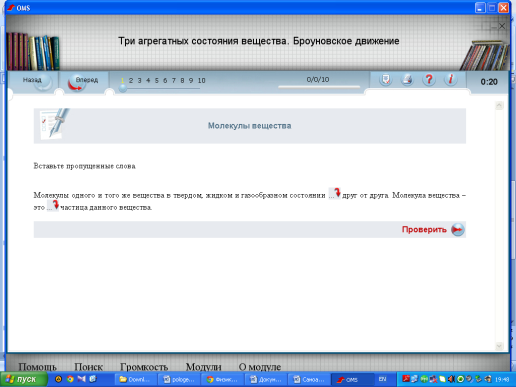 OMS
Три агрегатных состояния вещества. Броуновское движение
Назад Вперед 1 2 3 4 5 6 7 8 9 10 0/0/10 0:20
Молекулы вещества
Вставьте пропущенные слова.
Молекулы одного и того же вещества в твердом, жидком и газообразном состоянии ... друг от друга. Молекула вещества –
это ... частица данного вещества.
Проверить
Помощь Поиск Громкость Модули О модуле
пуск Downl... pologe... Физик... Докум... Самоа... OMS EN 19:48